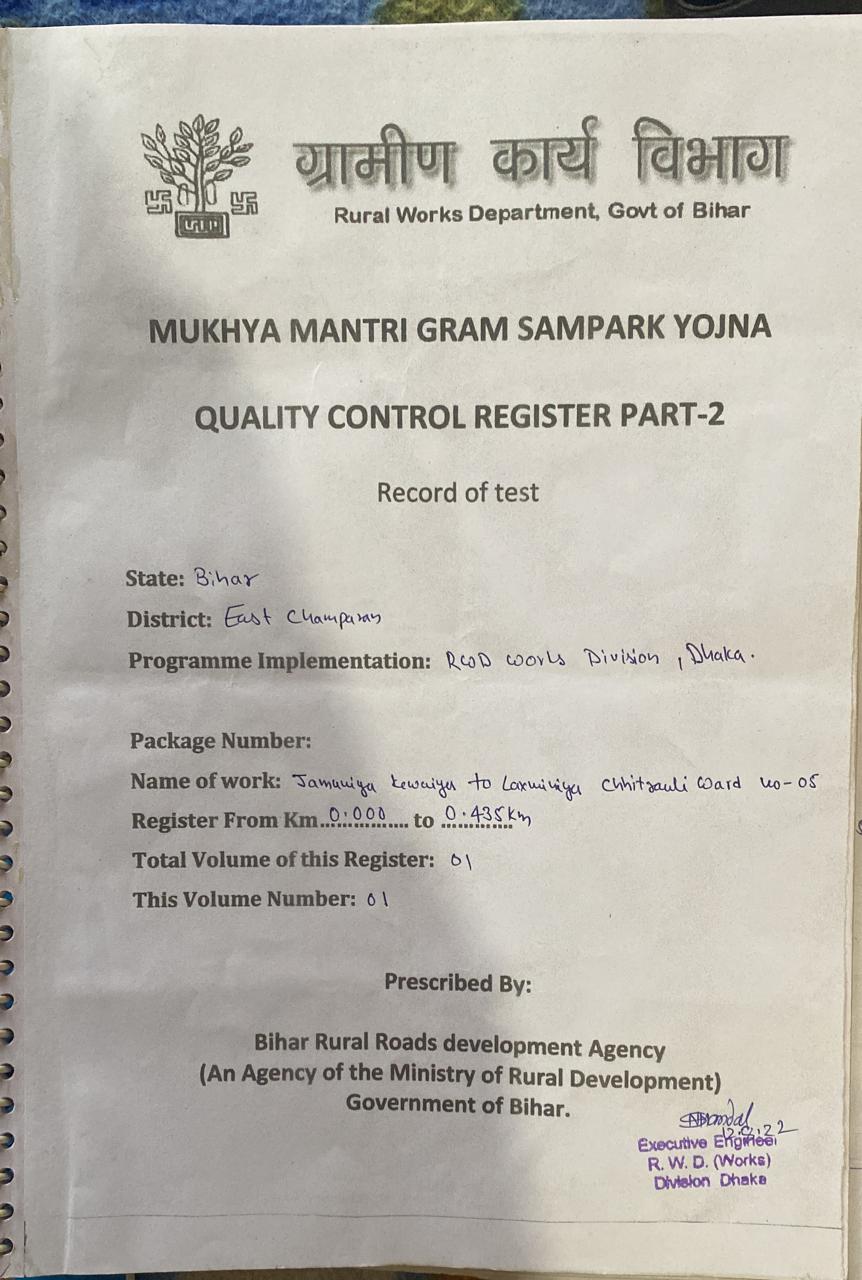 ग्रामीण कार्य विभाग
Rural Works Department, Govt of Bihar
MUKHYA MANTRI GRAM SAMPARK YOJNA
QUALITY CONTROL REGISTER PART-2
Record of test
State: Bihar
District: East Champaran
Programme Implementation: RWD Works Division, Dhaka.
Package Number:
Name of work: Jamuniya Kewaiya to Laxminiya Chhitrauli Ward No-05
Register From Km 0.000 to 0.435km
Total Volume of this Register: 01
This Volume Number: 01
Prescribed By:
Bihar Rural Roads development Agency
(An Agency of the Ministry of Rural Development)
Government of Bihar.
Executive Engineer
R. W. D. (Works)
Division Dhaka